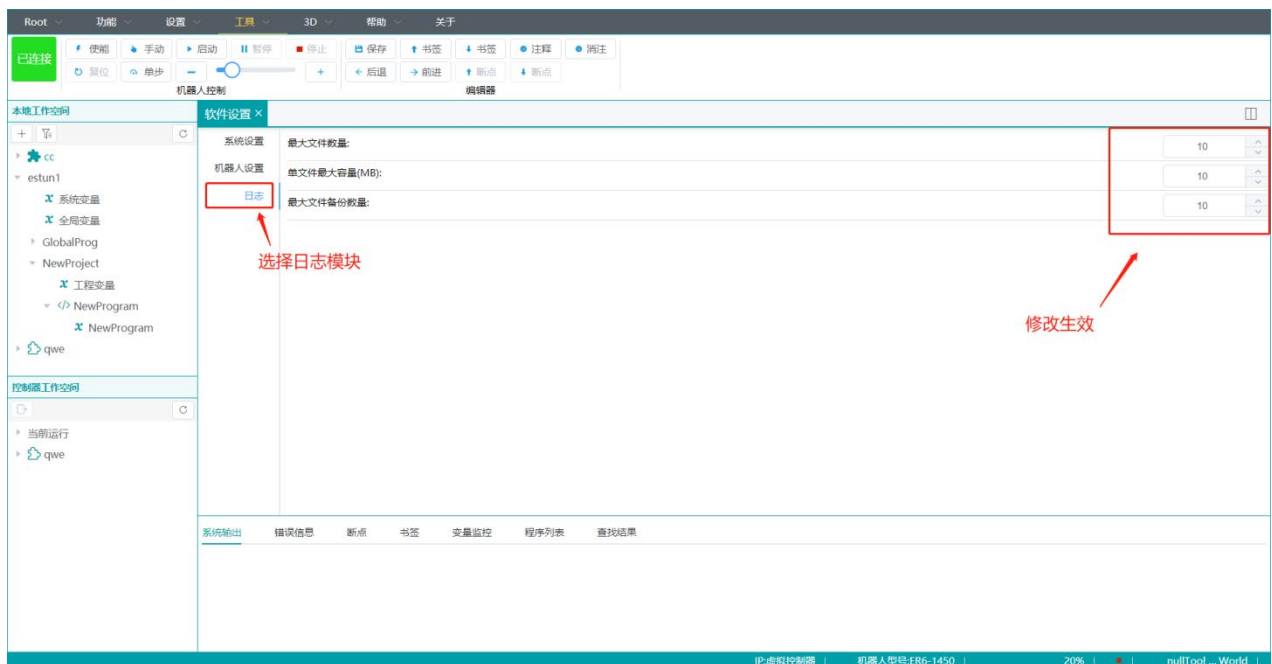 Root 功能 设置 工具 3D 帮助 关于
已连接 使能 手动 启动 暂停 停止 保存 书签 书签 注释 消注
复位 单步 后退 前进 断点 断点
机器人控制 编辑器
本地工作空间 软件设置 ×
cc
estun1
系统变量
全局变量
GlobalProg
NewProject
工程变量
</> NewProgram
NewProgram
qwe
控制器工作空间
当前运行
qwe
系统设置
机器人设置
日志
最大文件数量: 10
单文件最大容量(MB): 10
最大文件备份数量: 10
选择日志模块
修改生效
系统输出 错误信息 断点 书签 变量监控 程序列表 查找结果
IP:虚拟控制器 | 机器人型号:ER6-1450 | 20% | | nullTool ... World |